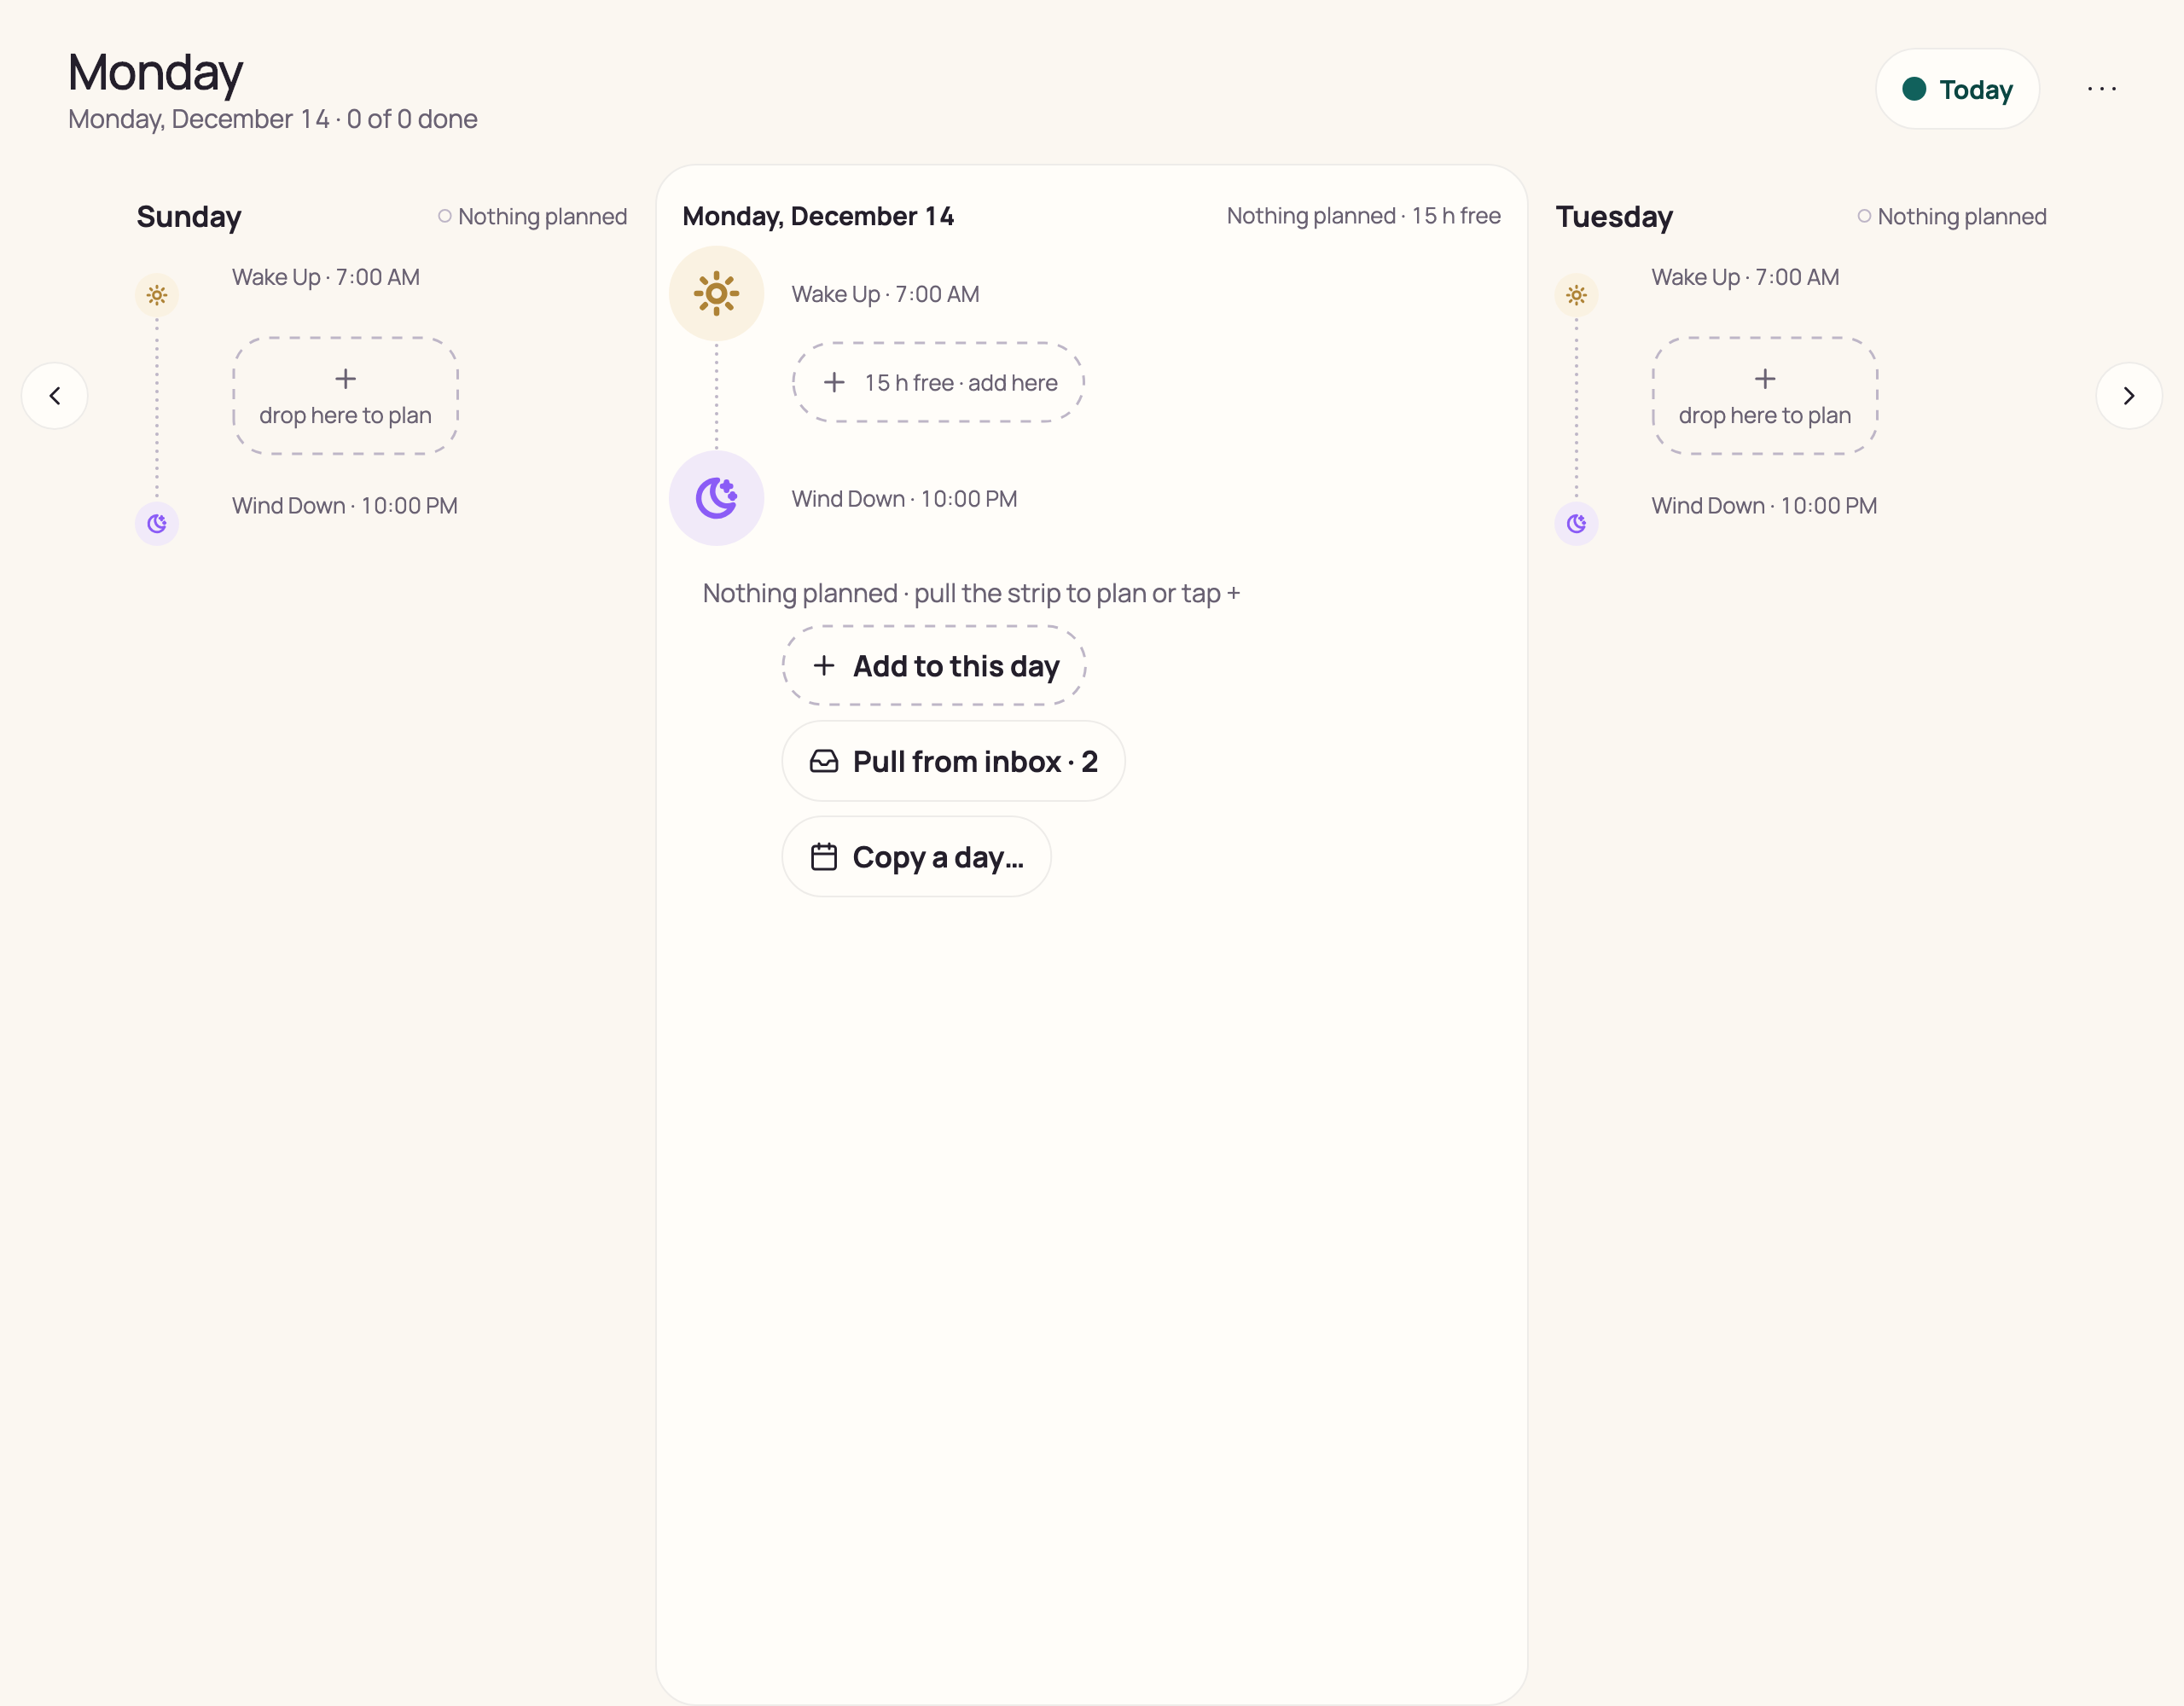 Monday
Monday, December 14 · 0 of 0 done
Today
Sunday
Nothing planned
Wake Up · 7:00 AM
drop here to plan
Wind Down · 10:00 PM
Monday, December 14
Nothing planned · 15 h free
Wake Up · 7:00 AM
15 h free · add here
Wind Down · 10:00 PM
Nothing planned · pull the strip to plan or tap +
Add to this day
Pull from inbox · 2
Copy a day...
Tuesday
Nothing planned
Wake Up · 7:00 AM
drop here to plan
Wind Down · 10:00 PM